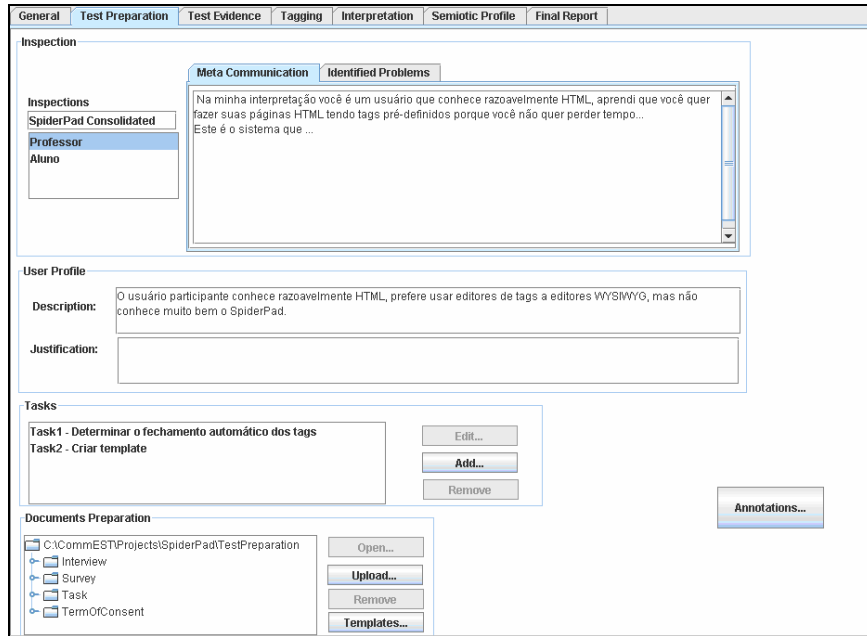 General Test Preparation Test Evidence Tagging Interpretation Semiotic Profile Final Report
Inspection
Meta Communication Identified Problems
Inspections
SpiderPad Consolidated
Professor
Aluno
Na minha interpretação você é um usuário que conhece razoavelmente HTML, aprendi que você quer
fazer suas páginas HTML tendo tags pré-definidos porque você não quer perder tempo...
Este é o sistema que ...
User Profile
Description:
O usuário participante conhece razoavelmente HTML, prefere usar editores de tags a editores WYSIWYG, mas não
conhece muito bem o SpiderPad.
Justification:
Tasks
Task1 - Determinar o fechamento automático dos tags
Task2 - Criar template
Edit...
Add...
Remove
Annotations...
Documents Preparation
C:\CommEST\Projects\SpiderPad\TestPreparation
Interview
Survey
Task
TermOfConsent
Open...
Upload...
Remove
Templates...